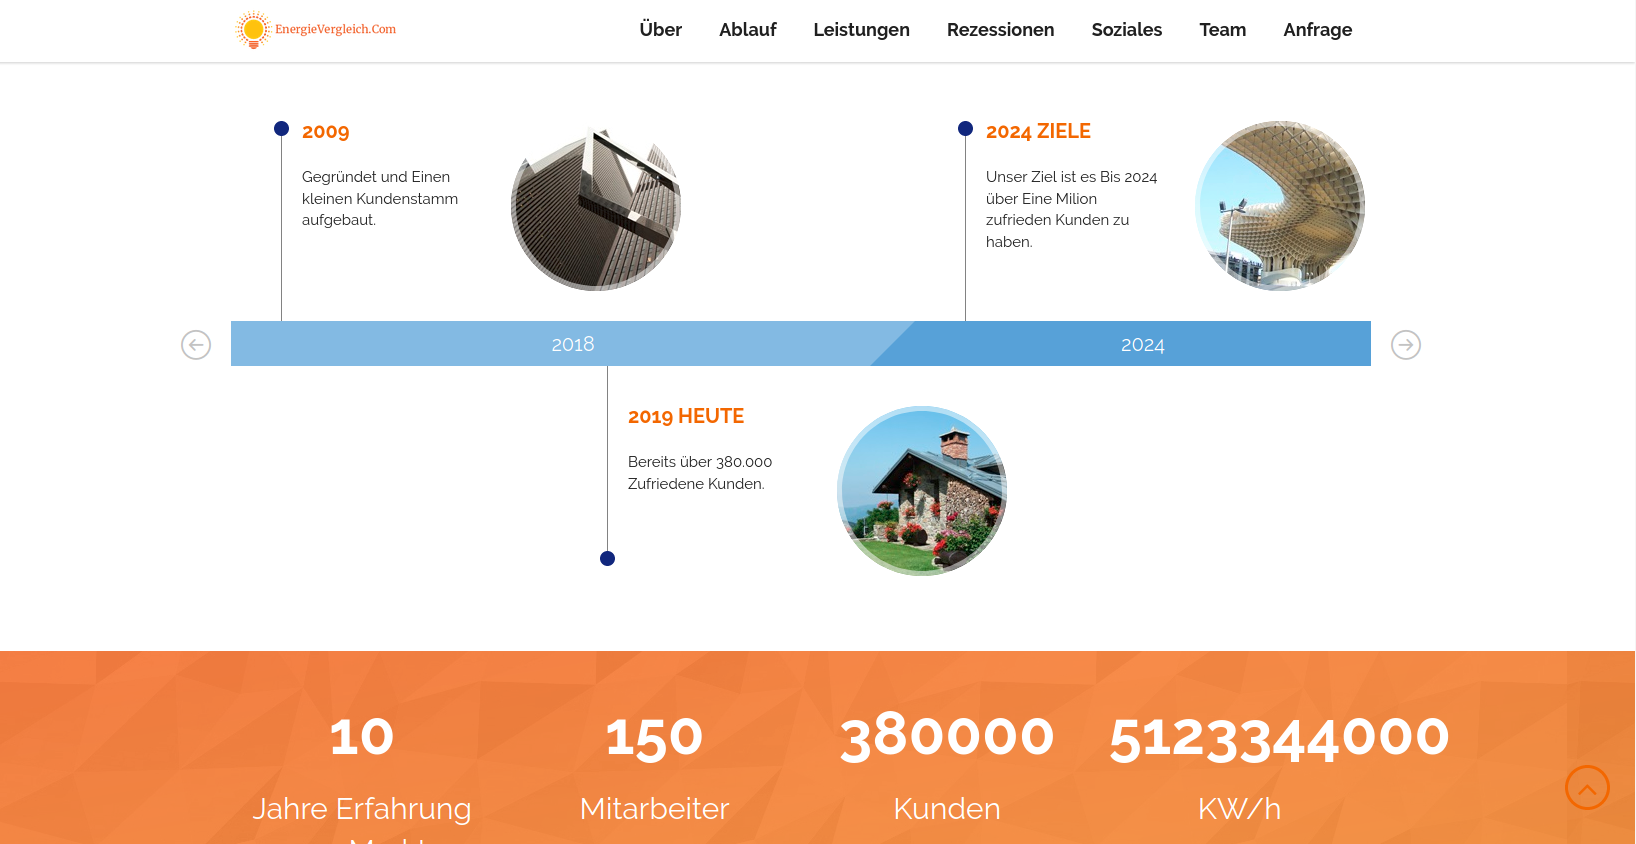 EnergieVergleich.Com
Über Ablauf Leistungen Rezessionen Soziales Team Anfrage
2009
Gegründet und Einen
kleinen Kundenstamm
aufgebaut.
2024 ZIELE
Unser Ziel ist es Bis 2024
über Eine Milion
zufrieden Kunden zu
haben.
2018 2024
2019 HEUTE
Bereits über 380.000
Zufriedene Kunden.
10 150 380000 5123344000
Jahre Erfahrung Mitarbeiter Kunden KW/h